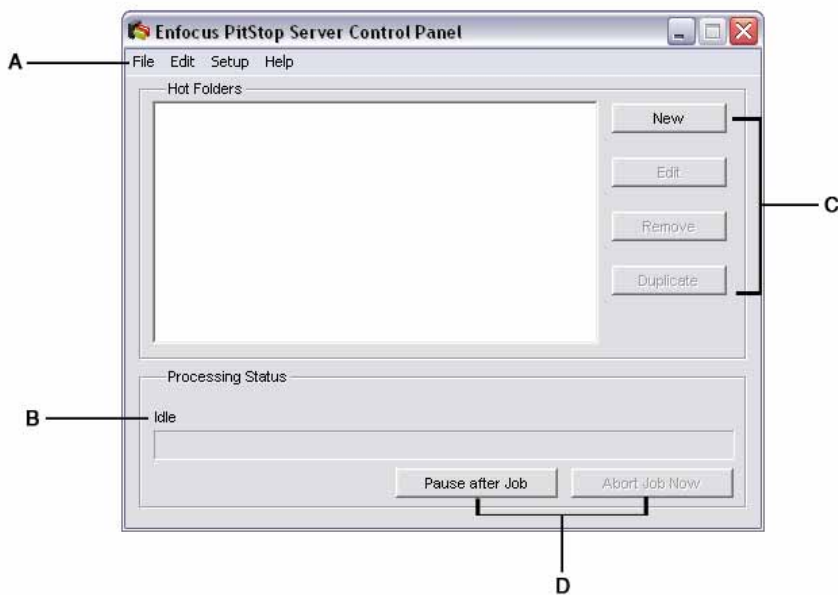 Enfocus PitStop Server Control Panel
A
File Edit Setup Help
Hot Folders
New
Edit
C
Remove
Duplicate
Processing Status
B
Idle
Pause after Job Abort Job Now
D